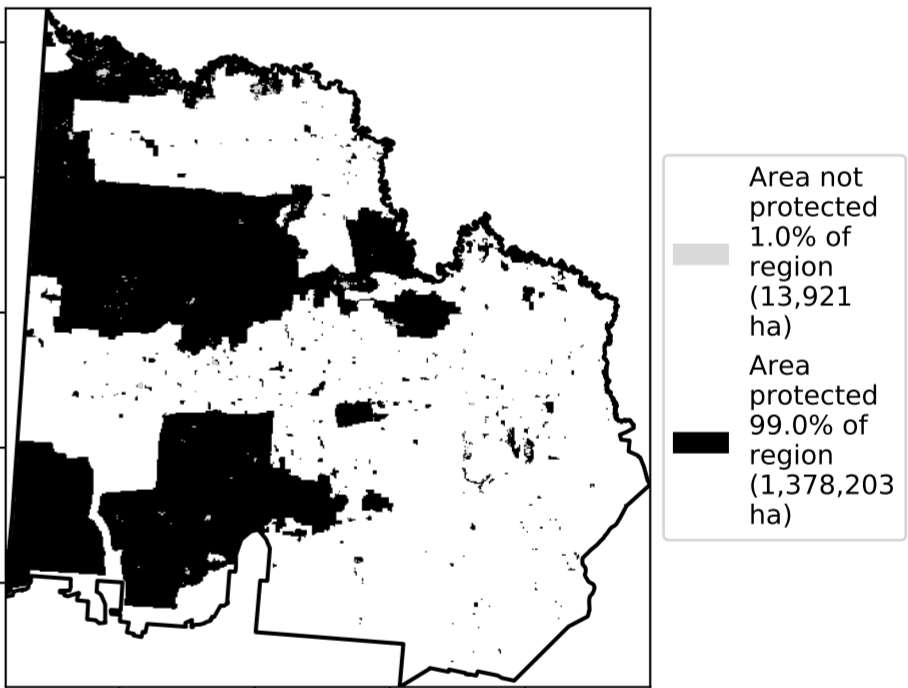 Area not
protected
1.0% of
region
(13,921
ha)
Area
protected
99.0% of
region
(1,378,203
ha)